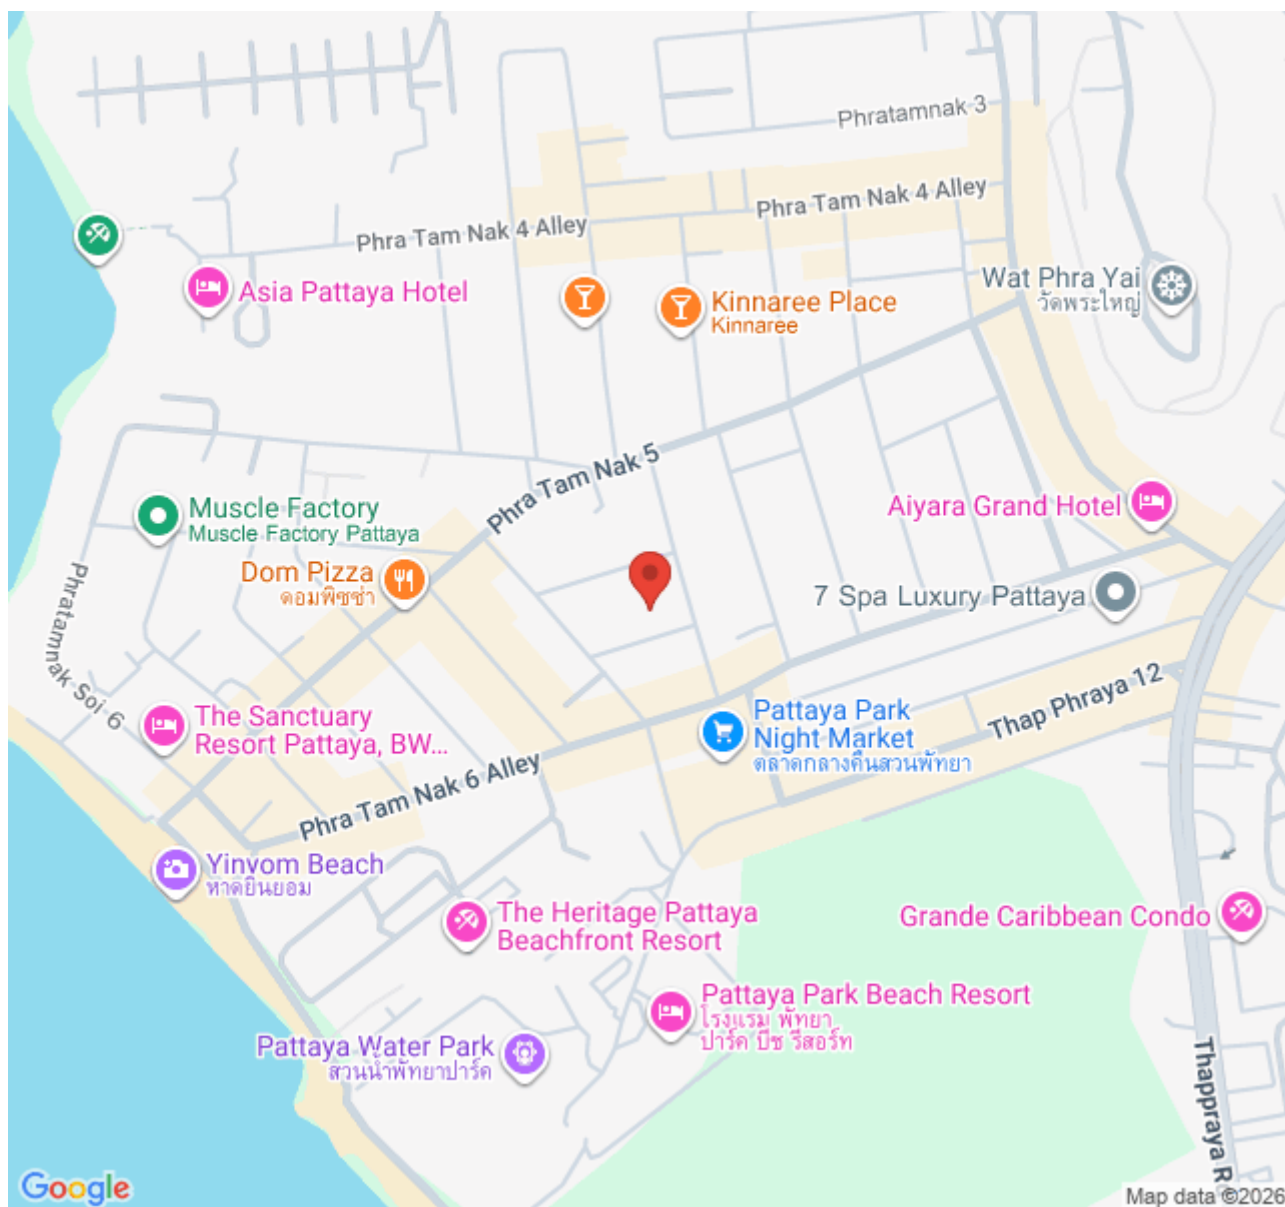 Phratamnak 3
Phra Tam Nak 4 Alley
Phra Tam Nak 4 Alley
Wat Phra Yai
วัดพระใหญ่
Asia Pattaya Hotel
Kinnaree Place
Kinnaree
Phra Tam Nak 5
Muscle Factory
Muscle Factory Pattaya
Aiyara Grand Hotel
Dom Pizza
ดอมพิซซ่า
7 Spa Luxury Pattaya
Phratamnak Soi 6
Thap Phraya 12
The Sanctuary
Resort Pattaya, BW...
Pattaya Park
Night Market
ตลาดกลางคืนสวนพัทยา
Phra Tam Nak 6 Alley
Yinvom Beach
หาดยินยอม
The Heritage Pattaya
Beachfront Resort
Grande Caribbean Condo
Pattaya Park Beach Resort
โรงแรม พัทยา
ปาร์ค บีช รีสอร์ท
Pattaya Water Park
สวนน้ำพัทยาปาร์ค
Thappraya R
Google
Map data ©2026